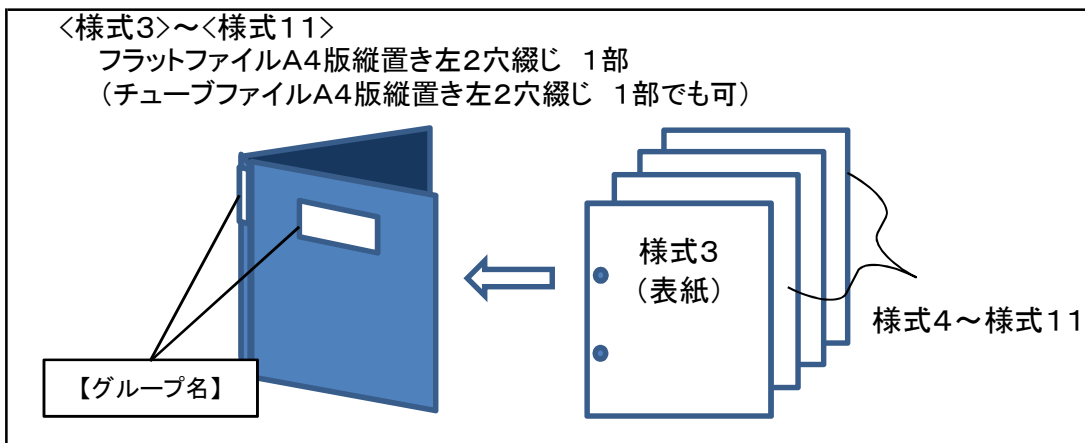 <様式3>～<様式11>
フラットファイルA4版縦置き左2穴綴じ 1部
（チューブファイルA4版縦置き左2穴綴じ 1部でも可）
様式3
（表紙）
様式4～様式11
【グループ名】